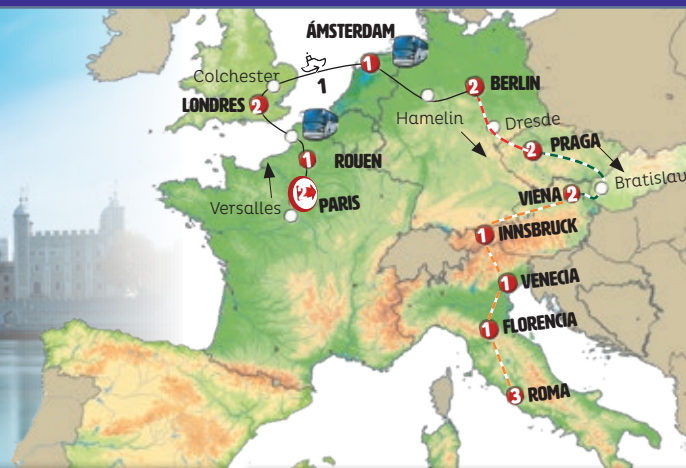 ÁMSTERDAM
1
Colchester
1
LONDRES 2
2 BERLIN
Hamelin
Dresde
2 PRAGA
1 ROUEN
2 PARIS
Versalles
Bratislav
VIENA 2
1 INNSBRUCK
1 VENECIA
1 FLORENCIA
3 ROMA